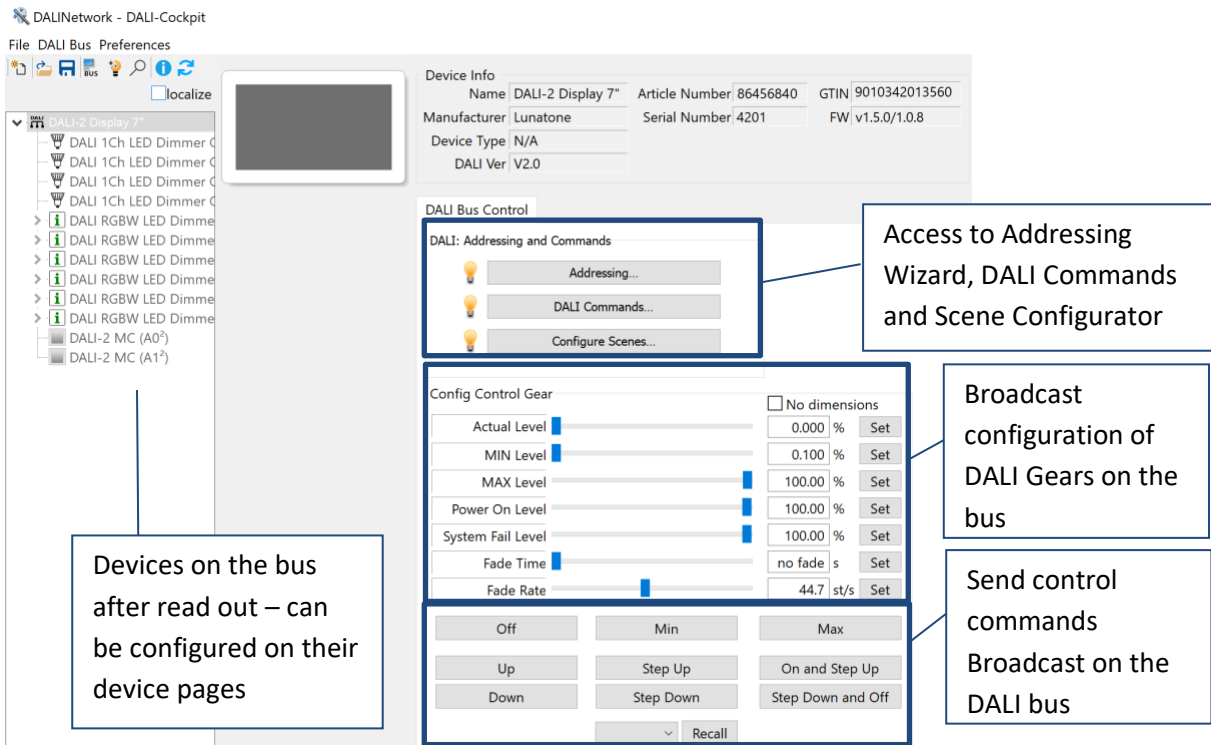 DALINetwork - DALI-Cockpit
File DALI Bus Preferences
BUS
localize
DALI
DALI-2 Display 7"
DALI 1Ch LED Dimmer C
DALI 1Ch LED Dimmer C
DALI 1Ch LED Dimmer C
DALI 1Ch LED Dimmer C
DALI RGBW LED Dimme
DALI RGBW LED Dimme
DALI RGBW LED Dimme
DALI RGBW LED Dimme
DALI RGBW LED Dimme
DALI RGBW LED Dimme
DALI-2 MC (A0²)
DALI-2 MC (A1²)
Devices on the bus
after read out – can
be configured on their
device pages
Device Info
Name DALI-2 Display 7" Article Number 86456840 GTIN 9010342013560
Manufacturer Lunatone Serial Number 4201 FW v1.5.0/1.0.8
Device Type N/A
DALI Ver V2.0
DALI Bus Control
DALI: Addressing and Commands
Addressing...
DALI Commands...
Configure Scenes...
Access to Addressing
Wizard, DALI Commands
and Scene Configurator
Config Control Gear
No dimensions
Actual Level 0.000 % Set
MIN Level 0.100 % Set
MAX Level 100.00 % Set
Power On Level 100.00 % Set
System Fail Level 100.00 % Set
Fade Time no fade s Set
Fade Rate 44.7 st/s Set
Broadcast
configuration of
DALI Gears on the
bus
Off Min Max
Up Step Up On and Step Up
Down Step Down Step Down and Off
Recall
Send control
commands
Broadcast on the
DALI bus